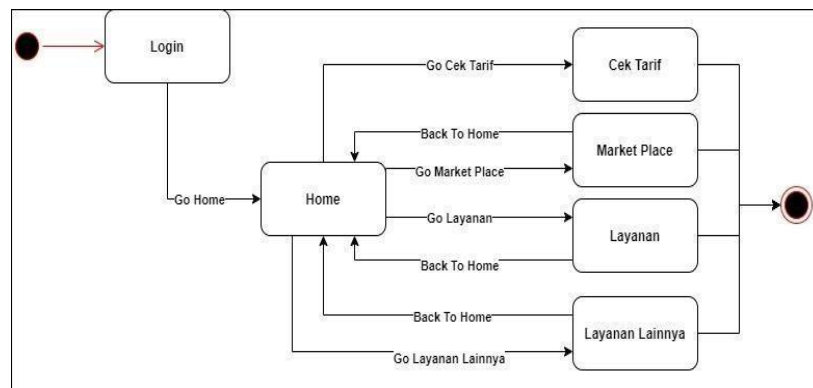 Login
Go Cek Tarif
Cek Tarif
Back To Home
Market Place
Go Market Place
Go Home
Home
Go Layanan
Layanan
Back To Home
Back To Home
Layanan Lainnya
Go Layanan Lainnya